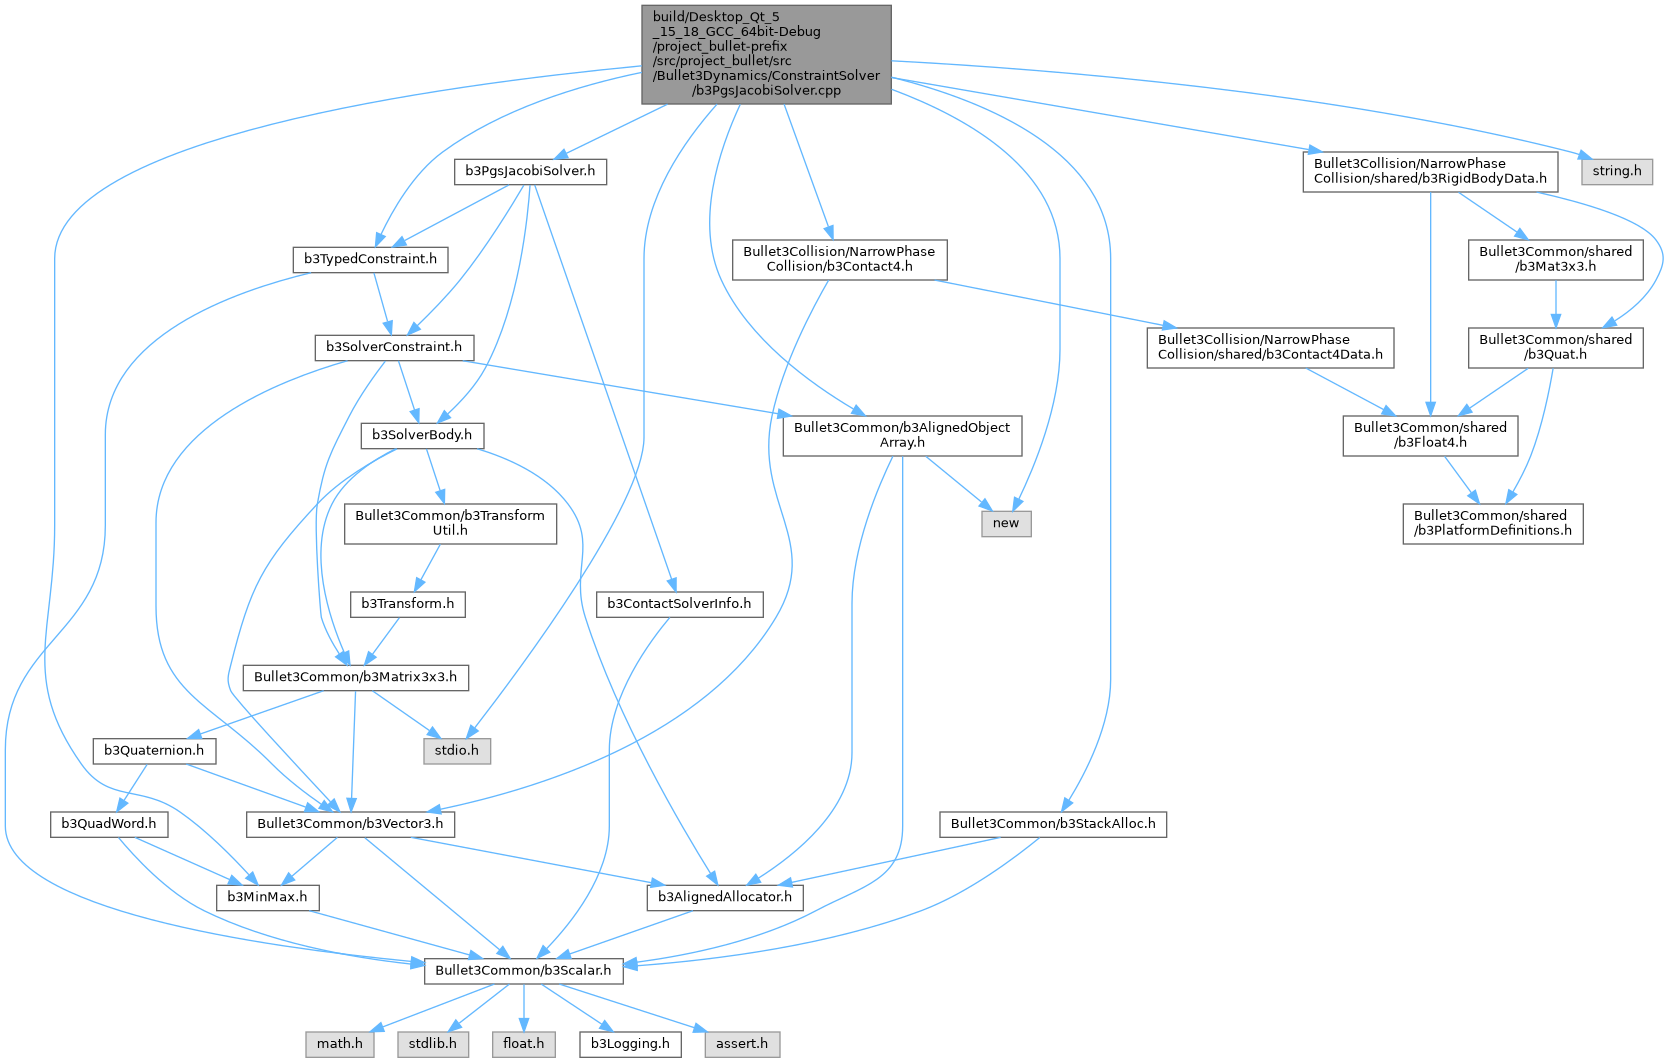 build/Desktop_Qt_5
_15_18_GCC_64bit-Debug
/project_bullet-prefix
/src/project_bullet/src
/Bullet3Dynamics/ConstraintSolver
/b3PgsJacobiSolver.cpp
b3PgsJacobiSolver.h
Bullet3Collision/NarrowPhase
Collision/shared/b3RigidBodyData.h
string.h
b3TypedConstraint.h
Bullet3Collision/NarrowPhase
Collision/b3Contact4.h
Bullet3Common/shared
/b3Mat3x3.h
b3SolverConstraint.h
Bullet3Collision/NarrowPhase
Collision/shared/b3Contact4Data.h
Bullet3Common/shared
/b3Quat.h
b3SolverBody.h
Bullet3Common/b3AlignedObject
Array.h
Bullet3Common/shared
/b3Float4.h
Bullet3Common/b3Transform
Util.h
new
Bullet3Common/shared
/b3PlatformDefinitions.h
b3Transform.h
b3ContactSolverInfo.h
Bullet3Common/b3Matrix3x3.h
b3Quaternion.h
stdio.h
b3QuadWord.h
Bullet3Common/b3Vector3.h
Bullet3Common/b3StackAlloc.h
b3MinMax.h
b3AlignedAllocator.h
Bullet3Common/b3Scalar.h
math.h
stdlib.h
float.h
b3Logging.h
assert.h